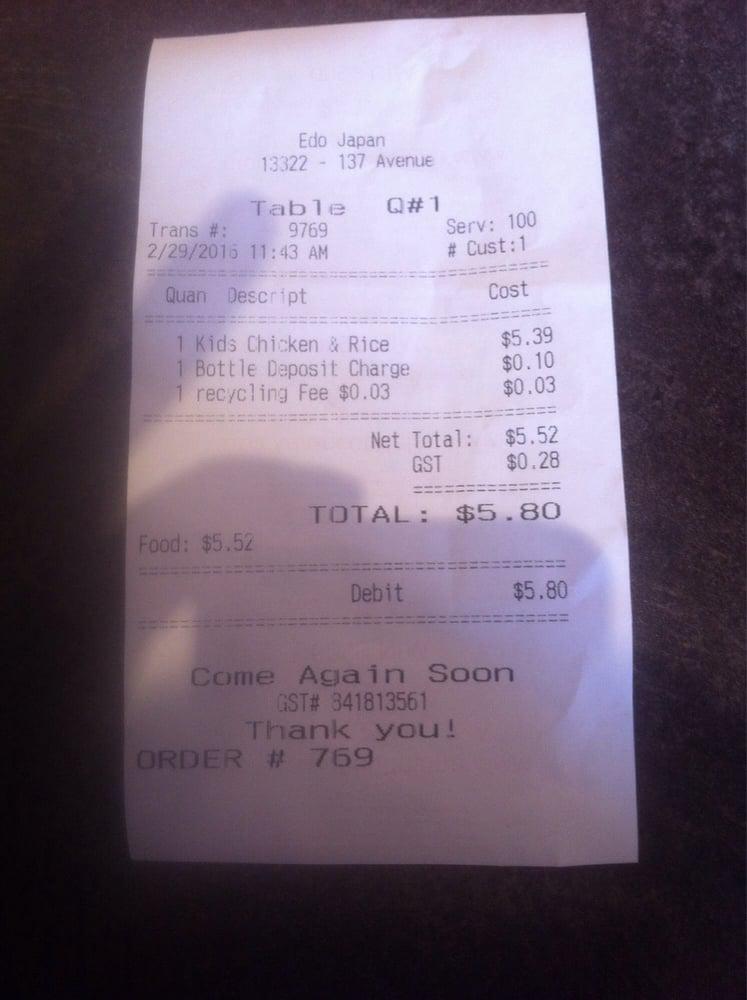 Edo Japan
13322 - 137 Avenue
Table Q#1
Trans #: 9769 Serv: 100
2/29/2016 11:43 AM # Cust:1
=======================================
Quan Descript Cost
=======================================
1 Kids Chicken & Rice $5.39
1 Bottle Deposit Charge $0.10
1 recycling Fee $0.03 $0.03
=======================================
Net Total: $5.52
GST $0.28
==============
TOTAL: $5.80
Food: $5.52
=======================================
Debit $5.80
=======================================
Come Again Soon
GST# 841813561
Thank you!
ORDER # 769